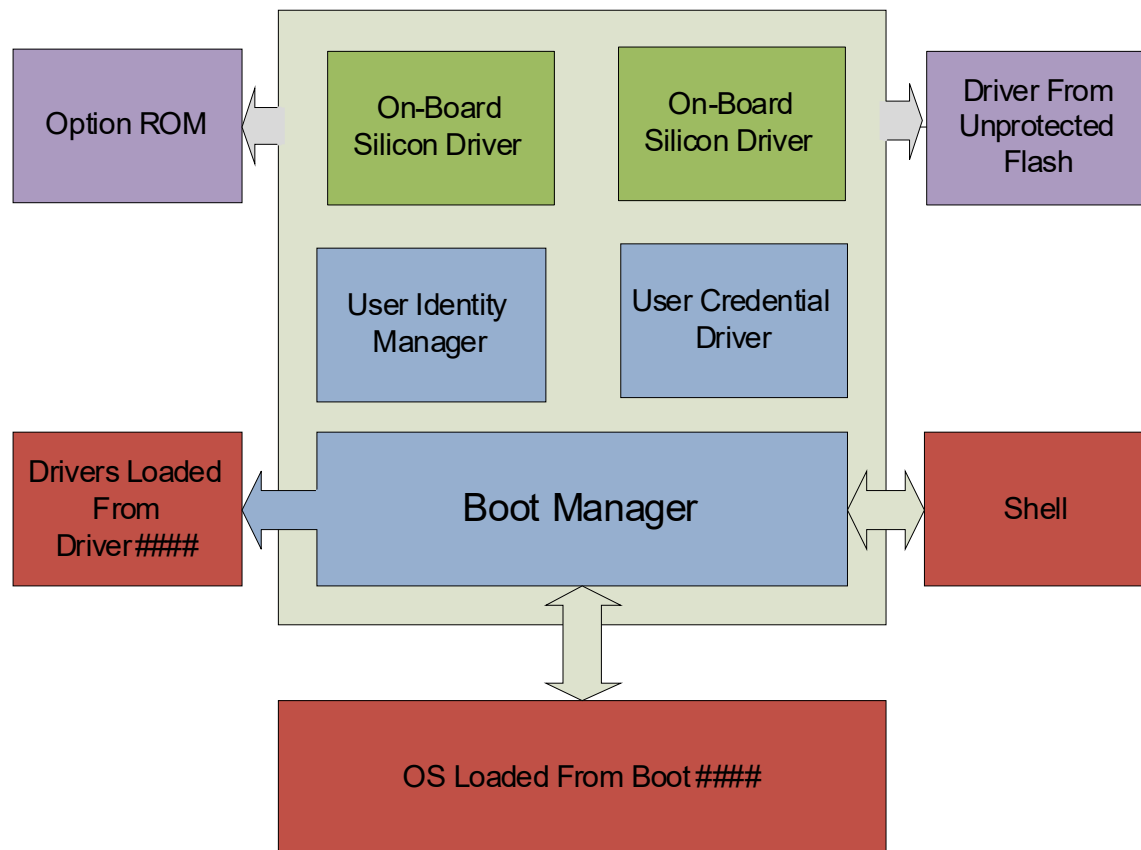 Option ROM
On-Board
Silicon Driver
On-Board
Silicon Driver
Driver From
Unprotected
Flash
User Identity
Manager
User Credential
Driver
Drivers Loaded
From
Driver####
Boot Manager
Shell
OS Loaded From Boot ####